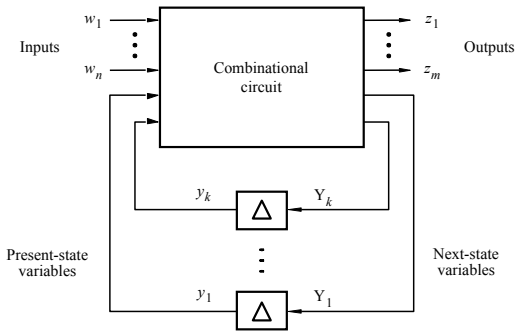 w1
z1
Inputs
Outputs
wn
zm
Combinational
circuit
yk
Δ
Yk
Present-state
variables
Next-state
variables
y1
Δ
Y1